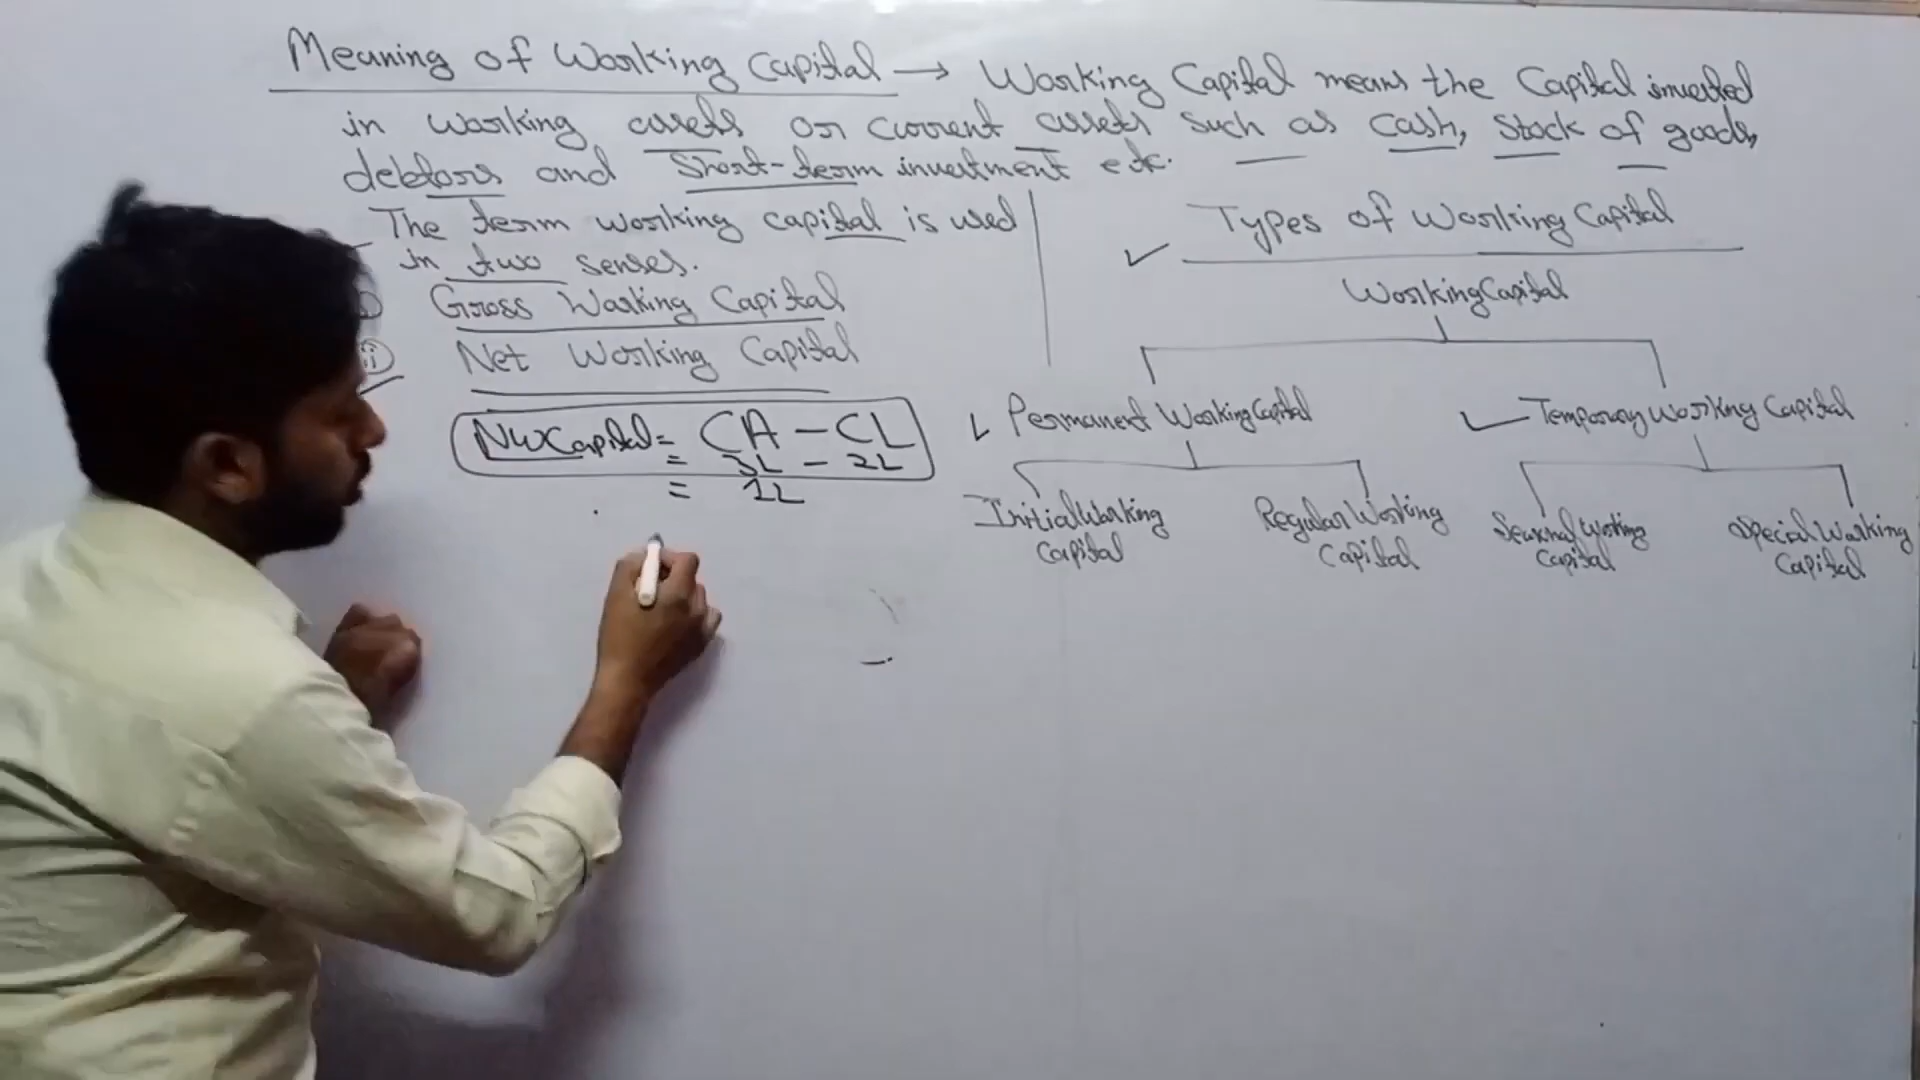 Meaning of Working Capital → Working Capital means the Capital invested
in working assets or current assets such as cash, stock of goods,
debtors and short-term investment etc.
The term working capital is used
in two senses.
Gross Working Capital
(ii) Net Working Capital
NWCapital = CA - CL
= 3L - 2L
= 1L
Types of Working Capital
Working Capital
Permanent Working Capital
Temporary Working Capital
Initial Working
Capital
Regular Working
Capital
Seasonal Working
Capital
Special Working
Capital